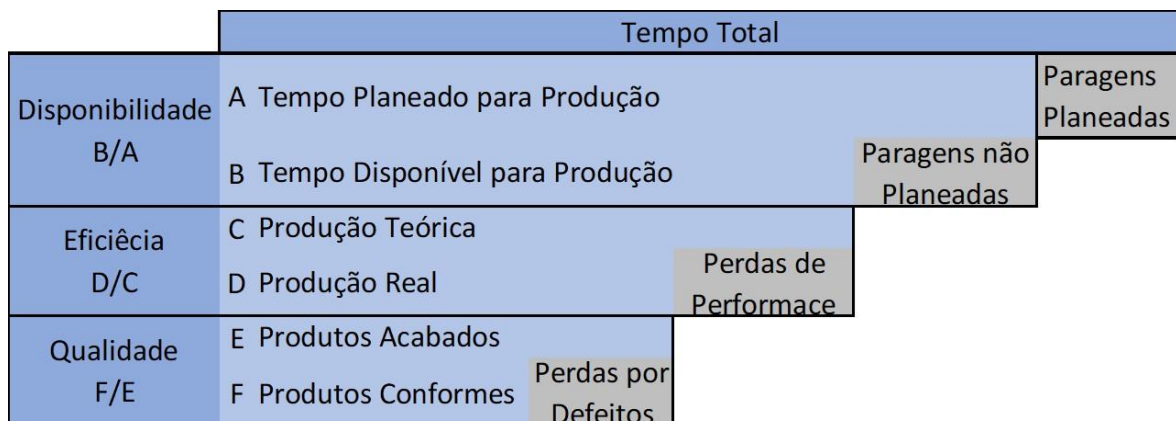 Tempo Total
Disponibilidade
B/A
A Tempo Planeado para Produção
Paragens
Planeadas
B Tempo Disponível para Produção
Paragens não
Planeadas
Eficiêcia
D/C
C Produção Teórica
D Produção Real
Perdas de
Performace
Qualidade
F/E
E Produtos Acabados
F Produtos Conformes
Perdas por
Defeitos